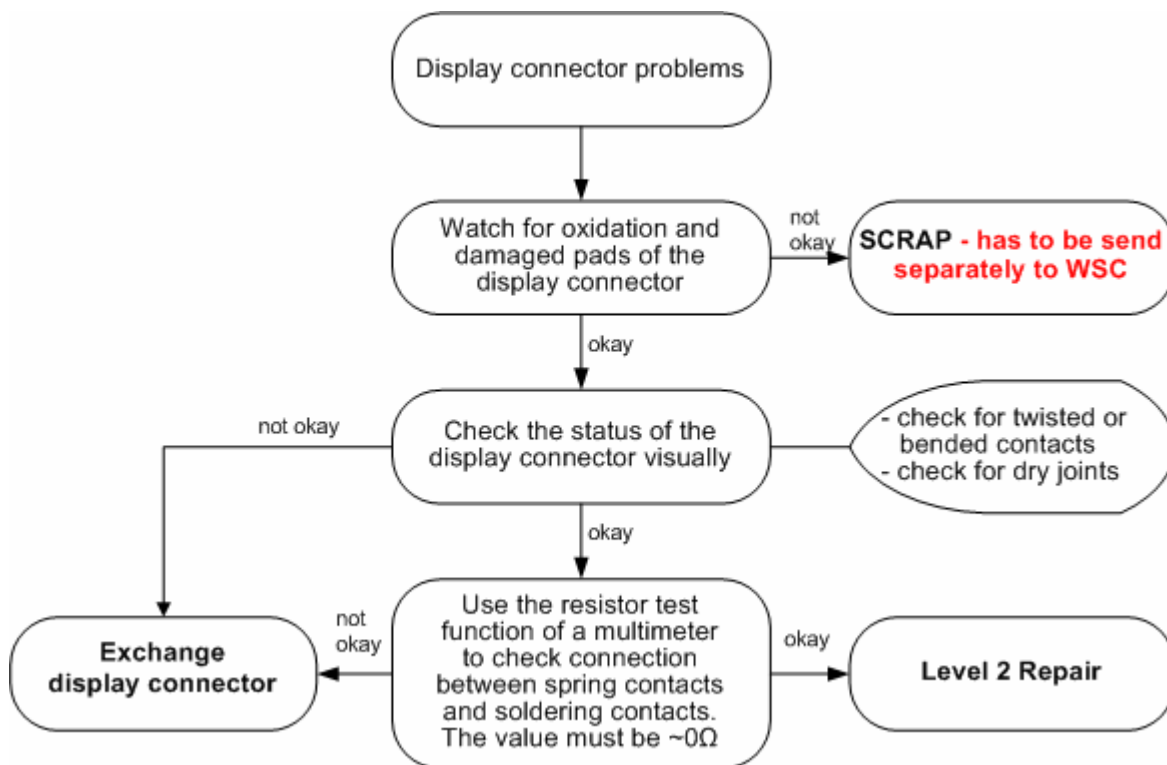 Display connector problems
Watch for oxidation and
damaged pads of the
display connector
not
okay
SCRAP - has to be send
separately to WSC
okay
Check the status of the
display connector visually
not okay
- check for twisted or
bended contacts
- check for dry joints
okay
Use the resistor test
function of a multimeter
to check connection
between spring contacts
and soldering contacts.
The value must be ~0Ω
not
okay
Exchange
display connector
okay
Level 2 Repair